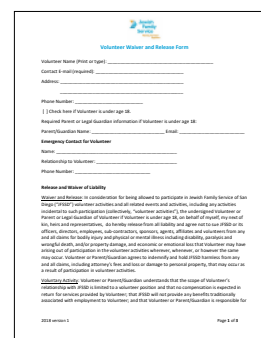 Jewish
Family
Service
Volunteer Waiver and Release Form
Volunteer Name (Print or type): ____________________
Contact E-mail (required): ____________________
Address: ____________________
____________________
Phone Number: ____________________
[ ] Check here if Volunteer is under age 18.
Required Parent or Legal Guardian Information if Volunteer is under age 18:
Parent/Guardian Name: ____________________ Email: ____________________
Emergency Contact for Volunteer
Name: ____________________
Relationship to Volunteer: ____________________
Phone Number: ____________________
Release and Waiver of Liability
Waiver and Release: In consideration for being allowed to participate in Jewish Family Service of San
Diego ("JFSSD") volunteer activities and all related events and activities, including any activities
incidental to such participation (collectively, "volunteer activities"), the undersigned Volunteer or
Parent or Legal Guardian of Volunteer if Volunteer is under age 18, on behalf of myself, my next of
kin, heirs and representatives, do hereby release from all liability and agree not to sue JFSSD or its
officers, directors, employees, sub-contractors, sponsors, agents, affiliates and volunteers from any
and all claims for bodily injury and physical or mental illness including disability, paralysis and
wrongful death, and/or property damage, and economic or emotional loss that Volunteer may have
arising out of participation in the volunteer activities whenever, wherever, or however the same
may occur. Volunteer or Parent/Guardian agrees to indemnify and hold JFSSD harmless from any
and all claims, including attorney's fees and loss or damage to personal property, that may occur as
a result of participation in volunteer activities.
Voluntary Activity: Volunteer or Parent/Guardian understands that the scope of Volunteer's
relationship with JFSSD is limited to a volunteer position and that no compensation is expected in
return for services provided by Volunteer; that JFSSD will not provide any benefits traditionally
associated with employment to Volunteer; and that Volunteer or Parent/Guardian is responsible for
2018 version 1
Page 1 of 3